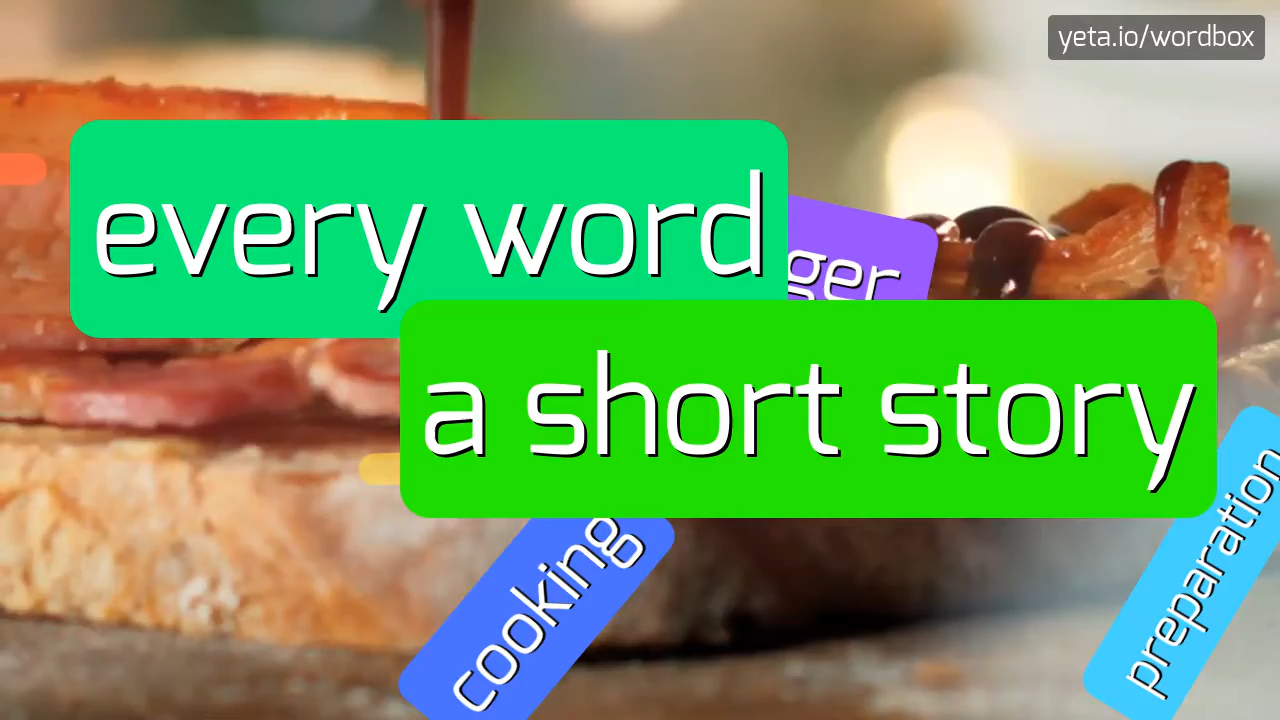 yeta.io/wordbox
every word
a short story
cooking
preparation